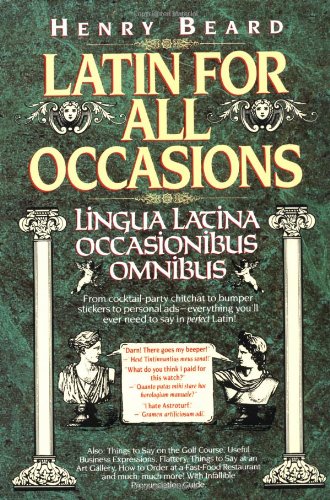 HENRY BEARD
LATIN FOR
ALL
OCCASIONS
LINGUA LATINA
OCCASIONIBUS
OMNIBUS
From cocktail-party chitchat to bumper
stickers to personal ads—everything you'll
ever need to say in perfect Latin!
"Darn! There goes my beeper!"
– Heu! Tintinnuntius meus sonat!
"What do you think I paid for
this watch?"
– Quanto putas mihi stare hoc
horologium manuale?
"I hate Astroturf."
– Gramen artificiosum odi.
Also: Things to Say on the Golf Course, Useful
Business Expressions, Flattery, Things to Say at an
Art Gallery, How to Order at a Fast-Food Restaurant
and much, much more! With Infallible
Pronunciation Guide.